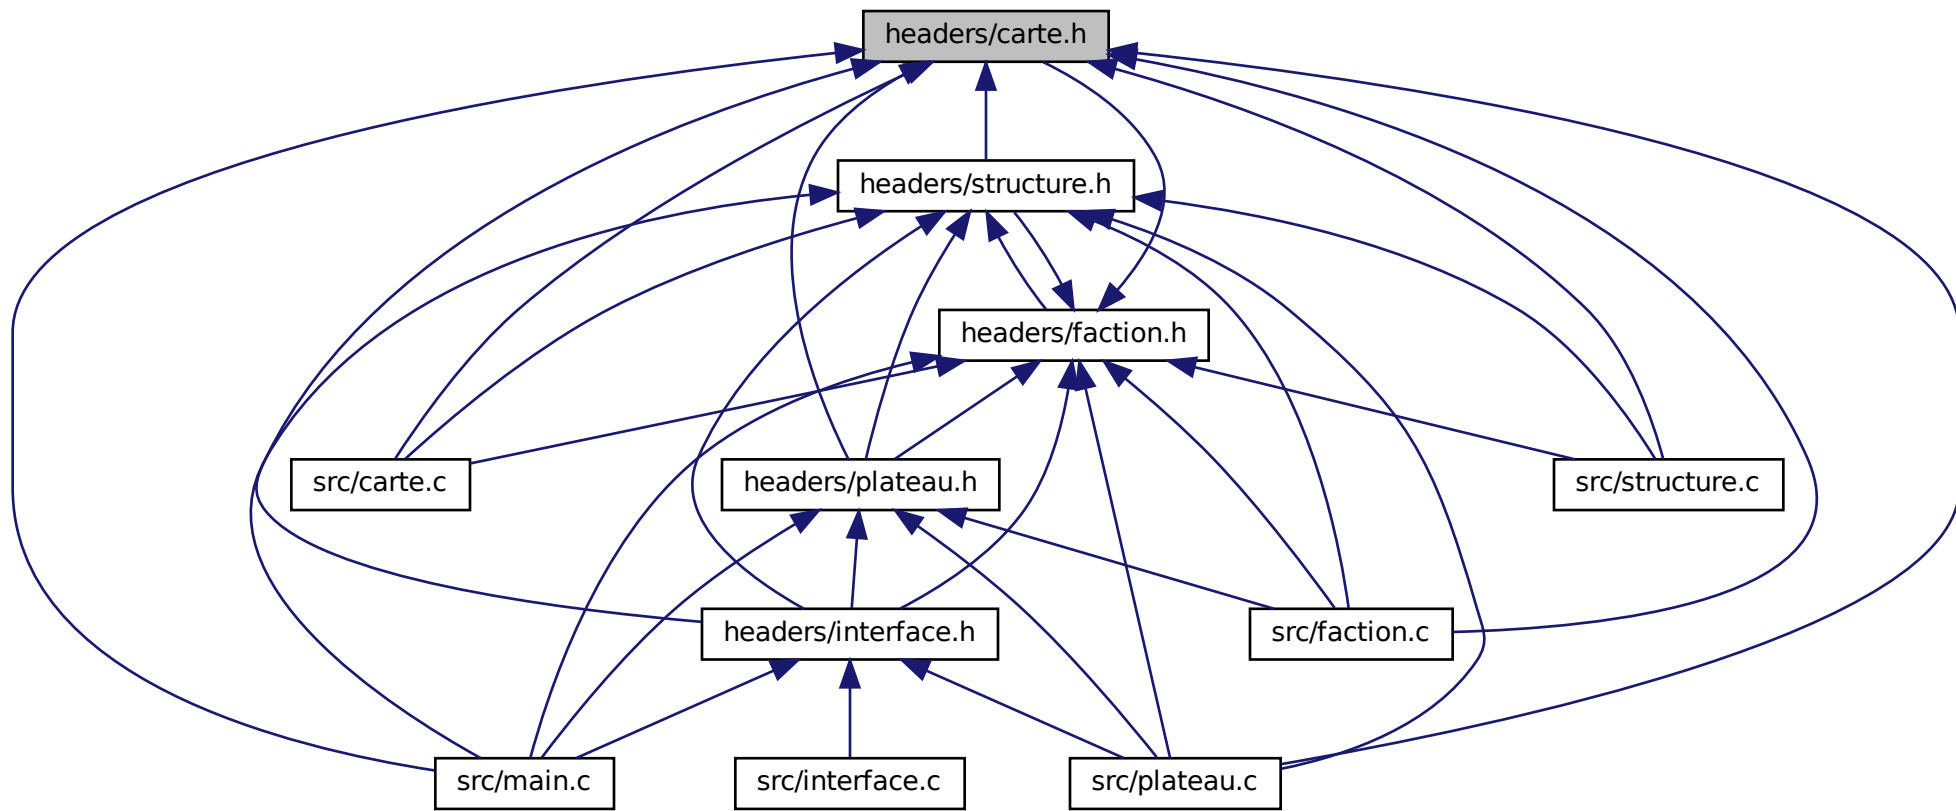 headers/carte.h
headers/structure.h
headers/faction.h
src/carte.c
headers/plateau.h
src/structure.c
headers/interface.h
src/faction.c
src/main.c
src/interface.c
src/plateau.c